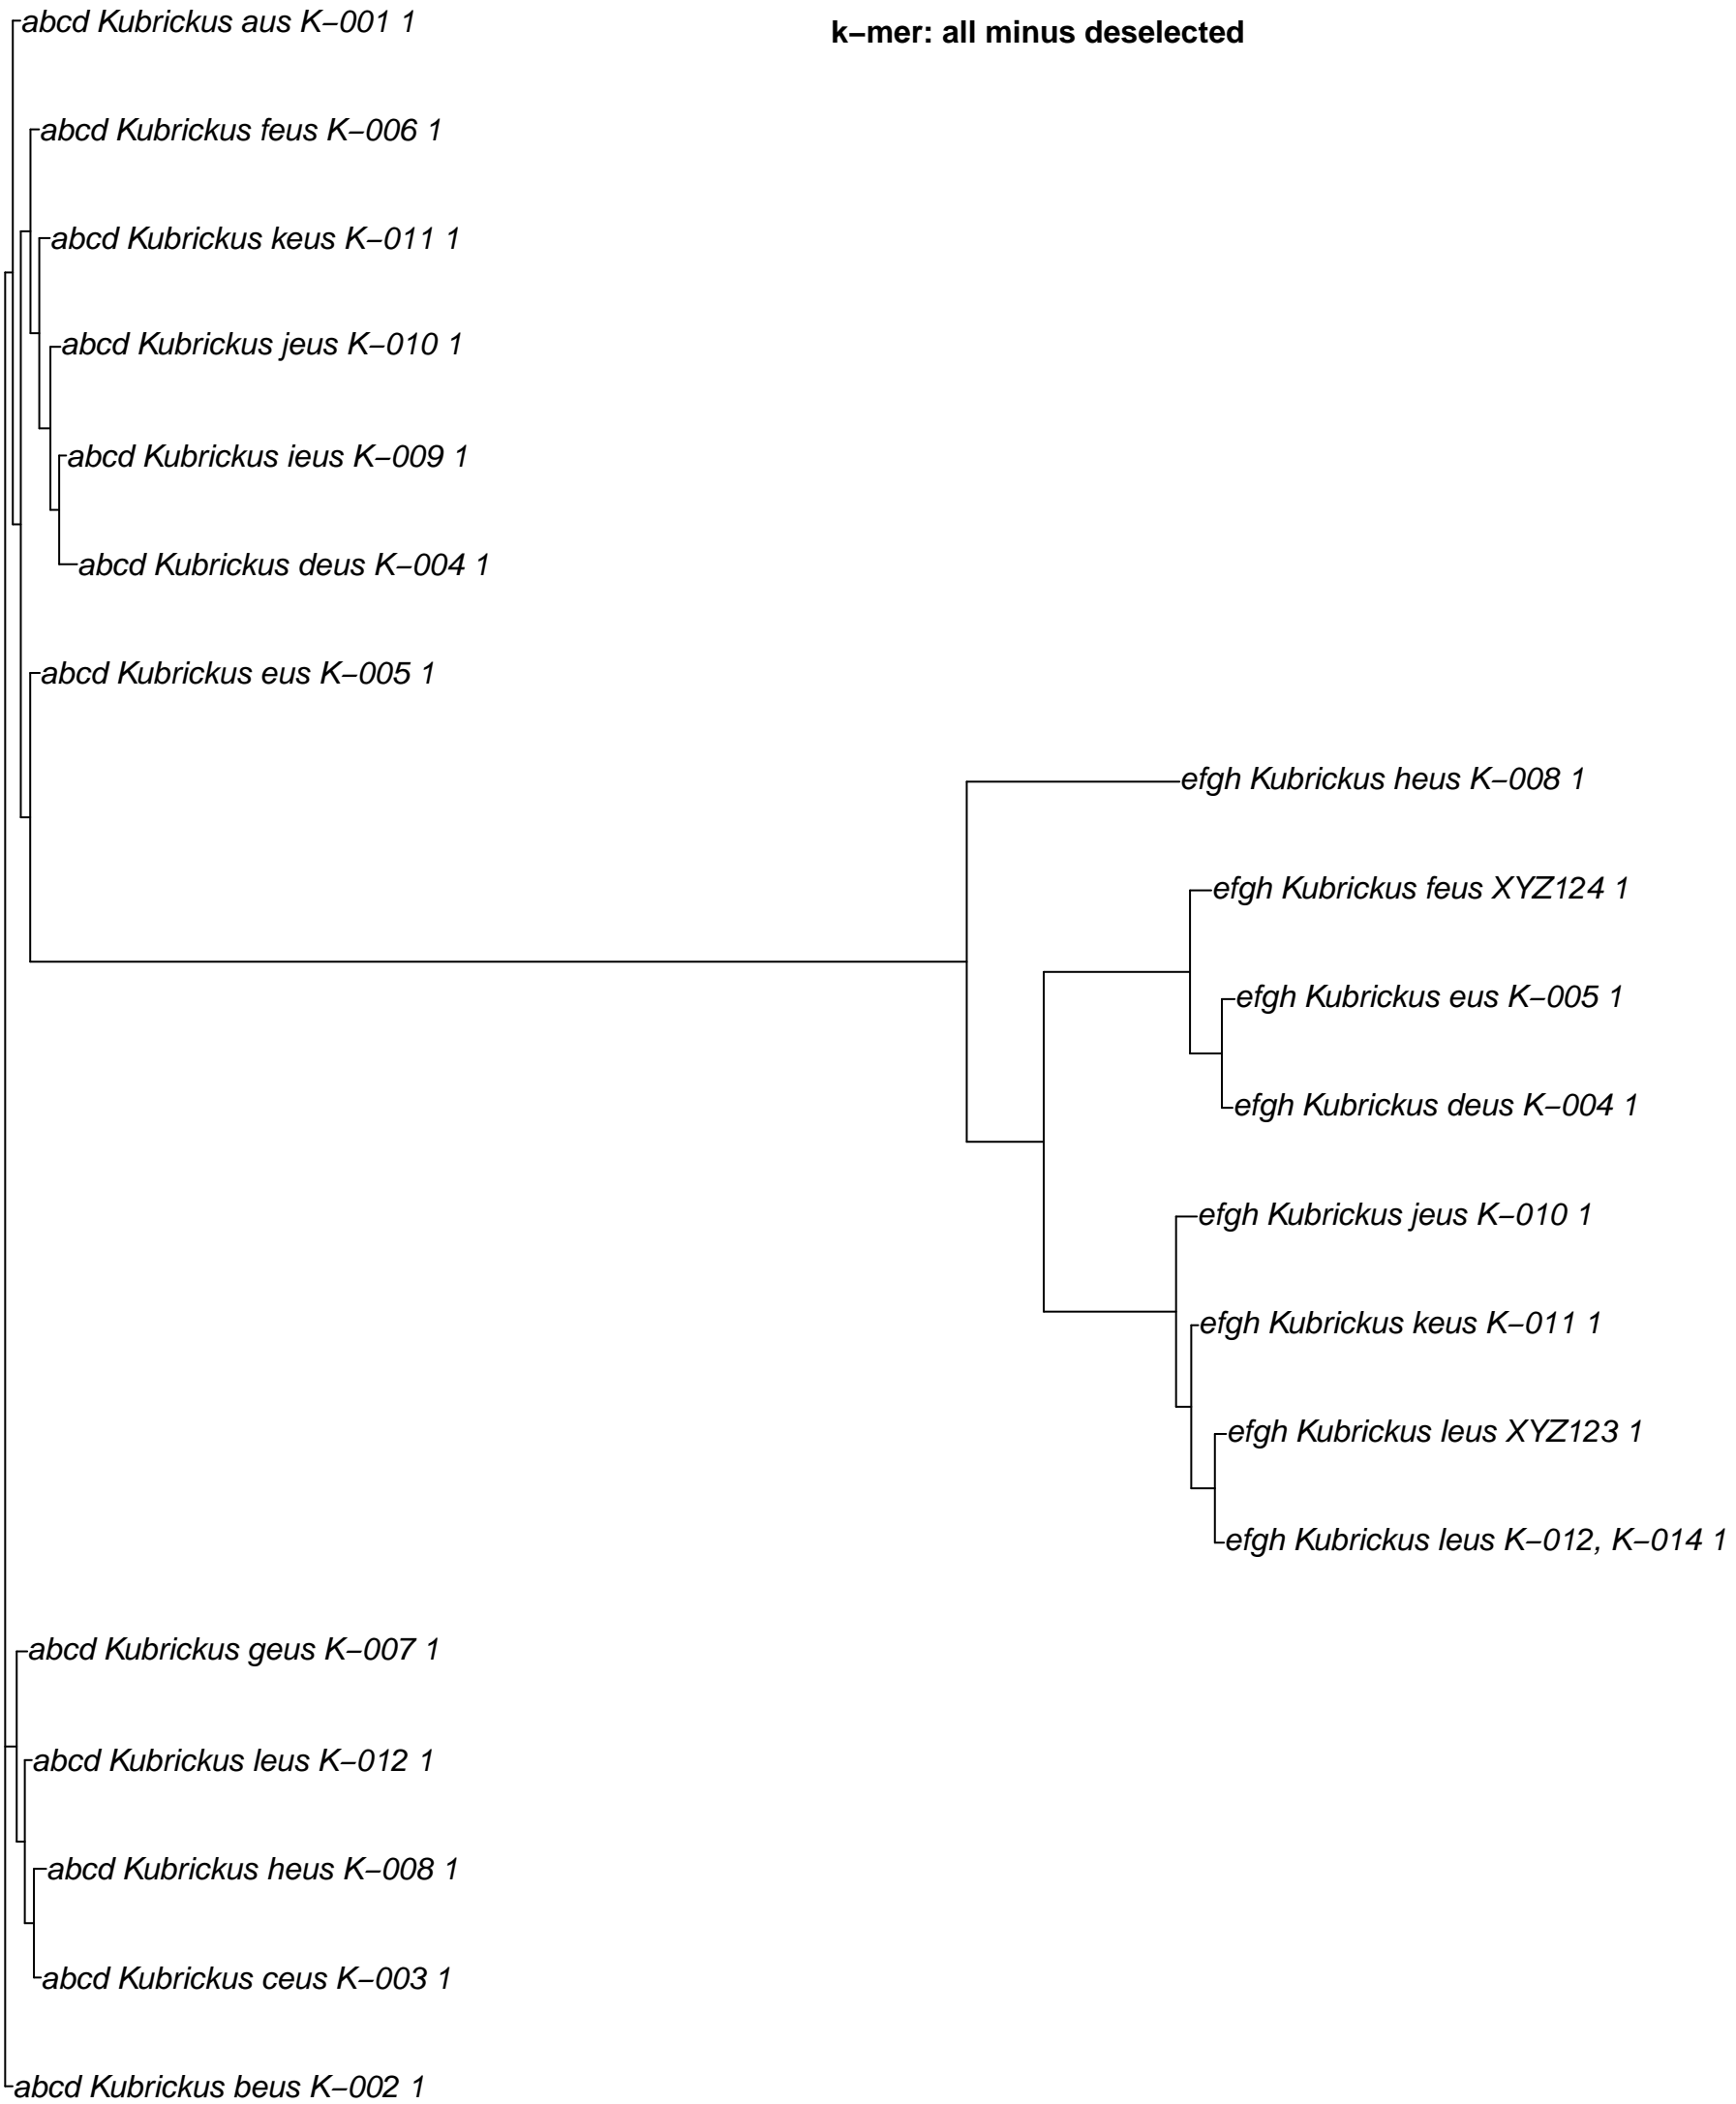 abcd Kubrickus aus K−001 1
k−mer: all minus deselected
abcd Kubrickus feus K−006 1
abcd Kubrickus keus K−011 1
abcd Kubrickus jeus K−010 1
abcd Kubrickus ieus K−009 1
abcd Kubrickus deus K−004 1
abcd Kubrickus eus K−005 1
efgh Kubrickus heus K−008 1
efgh Kubrickus feus XYZ124 1
efgh Kubrickus eus K−005 1
efgh Kubrickus deus K−004 1
efgh Kubrickus jeus K−010 1
efgh Kubrickus keus K−011 1
efgh Kubrickus leus XYZ123 1
efgh Kubrickus leus K−012, K−014 1
abcd Kubrickus geus K−007 1
abcd Kubrickus leus K−012 1
abcd Kubrickus heus K−008 1
abcd Kubrickus ceus K−003 1
abcd Kubrickus beus K−002 1